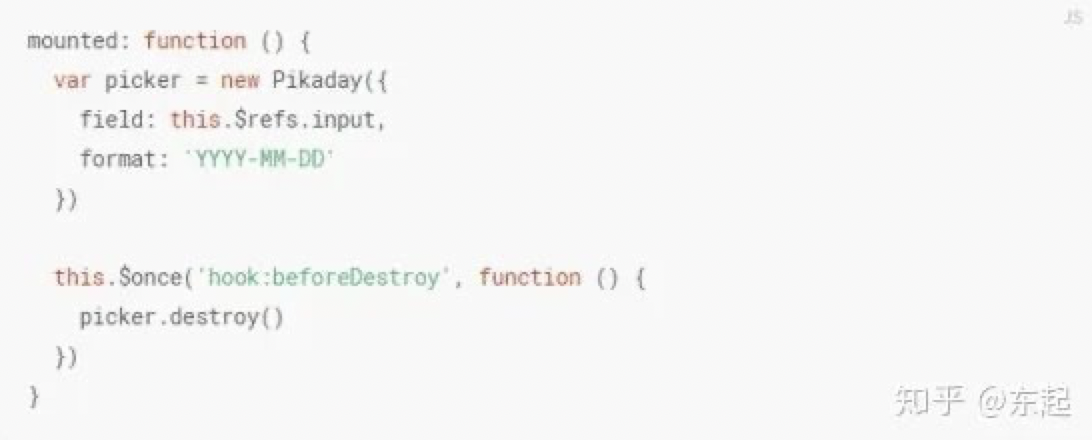 JS
mounted: function () {
  var picker = new Pikaday({
    field: this.$refs.input,
    format: 'YYYY-MM-DD'
  })

  this.$once('hook:beforeDestroy', function () {
    picker.destroy()
  })
}
知乎 @东起